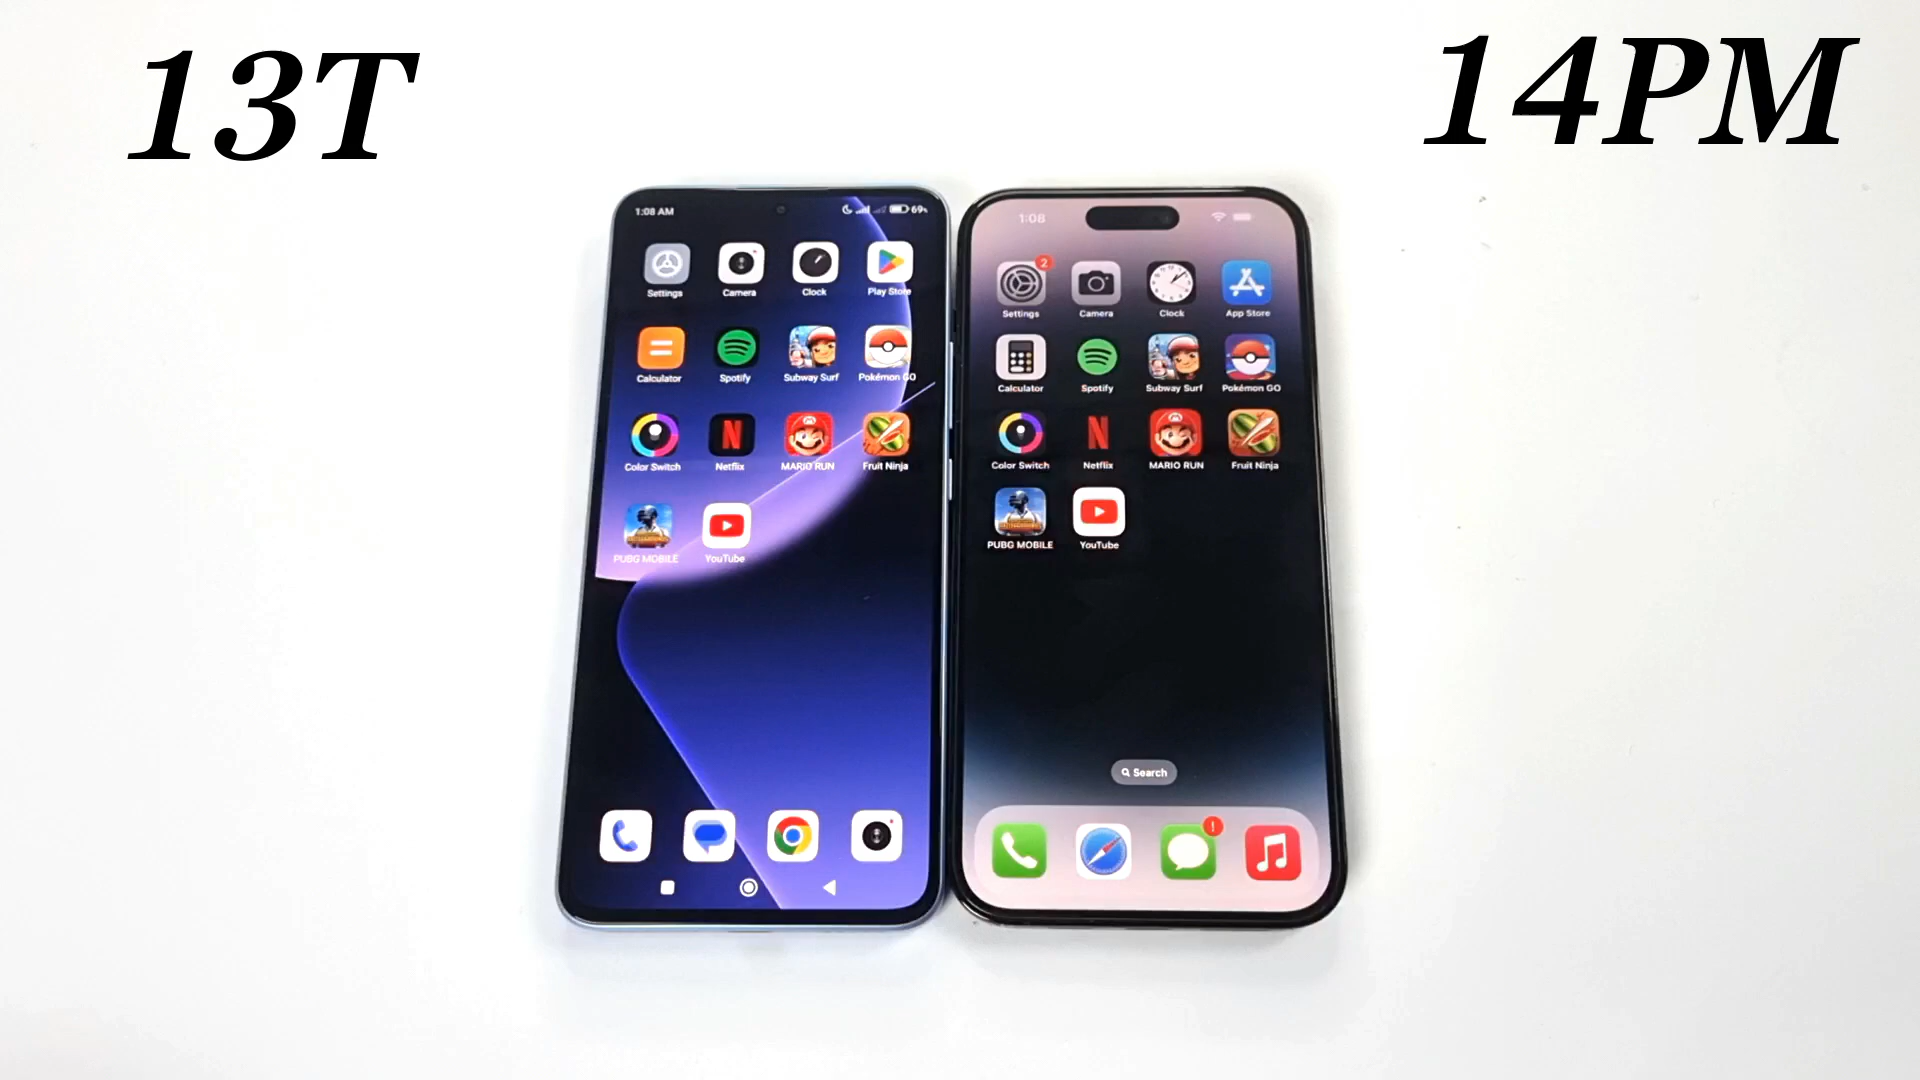 13T
14PM
1:08 AM
69%
Settings
Camera
Clock
Play Store
Calculator
Spotify
Subway Surf
Pokémon GO
Color Switch
Netflix
MARIO RUN
Fruit Ninja
PUBG MOBILE
YouTube
1:08
2
Settings
Camera
Clock
App Store
Calculator
Spotify
Subway Surf
Pokémon GO
Color Switch
Netflix
MARIO RUN
Fruit Ninja
PUBG MOBILE
YouTube
Search
!